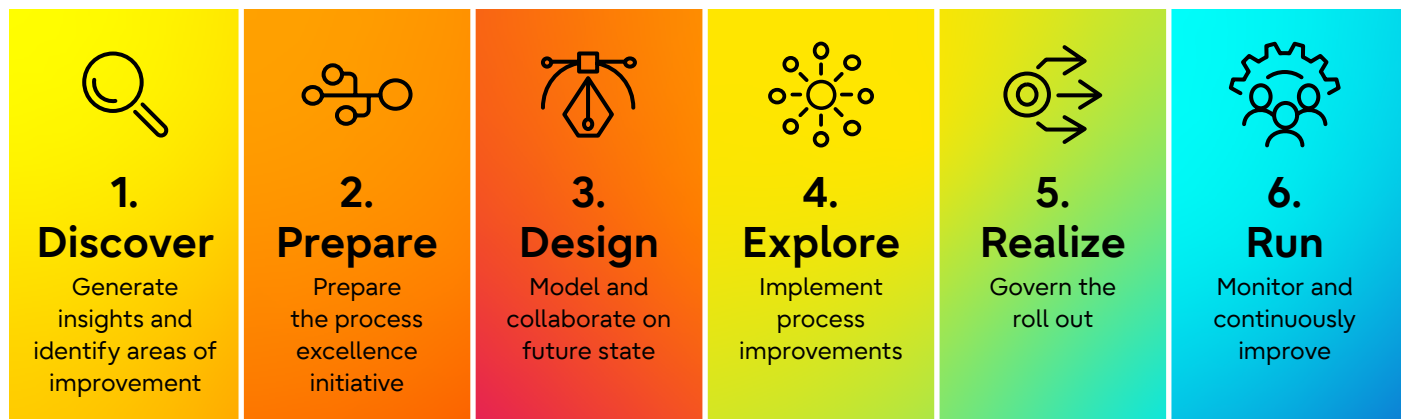 1.
Discover
Generate
insights and
identify areas of
improvement
2.
Prepare
Prepare
the process
excellence
initiative
3.
Design
Model and
collaborate on
future state
4.
Explore
Implement
process
improvements
5.
Realize
Govern the
roll out
6.
Run
Monitor and
continuously
improve